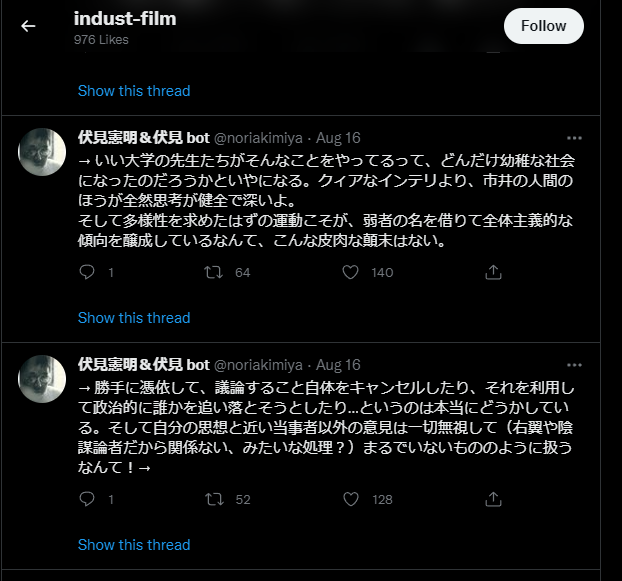 indust-film
976 Likes
Follow
Show this thread
伏見憲明&伏見 bot @noriakimiya · Aug 16
→ いい大学の先生たちがそんなことをやってるって、どんだけ幼稚な社会
になったのだろうかといやになる。クィアなインテリより、市井の人間の
ほうが全然思考が健全で深いよ。
そして多様性を求めたはずの運動こそが、弱者の名を借りて全体主義的な
傾向を醸成しているなんて、こんな皮肉な顛末はない。
1 64 140
Show this thread
伏見憲明&伏見 bot @noriakimiya · Aug 16
→ 勝手に憑依して、議論すること自体をキャンセルしたり、それを利用し
て政治的に誰かを追い落とそうとしたり...というのは本当にどうかしてい
る。そして自分の思想と近い当事者以外の意見は一切無視して（右翼や陰
謀論者だから関係ない、みたいな処理？）まるでいないもののように扱う
なんて！→
1 52 128
Show this thread